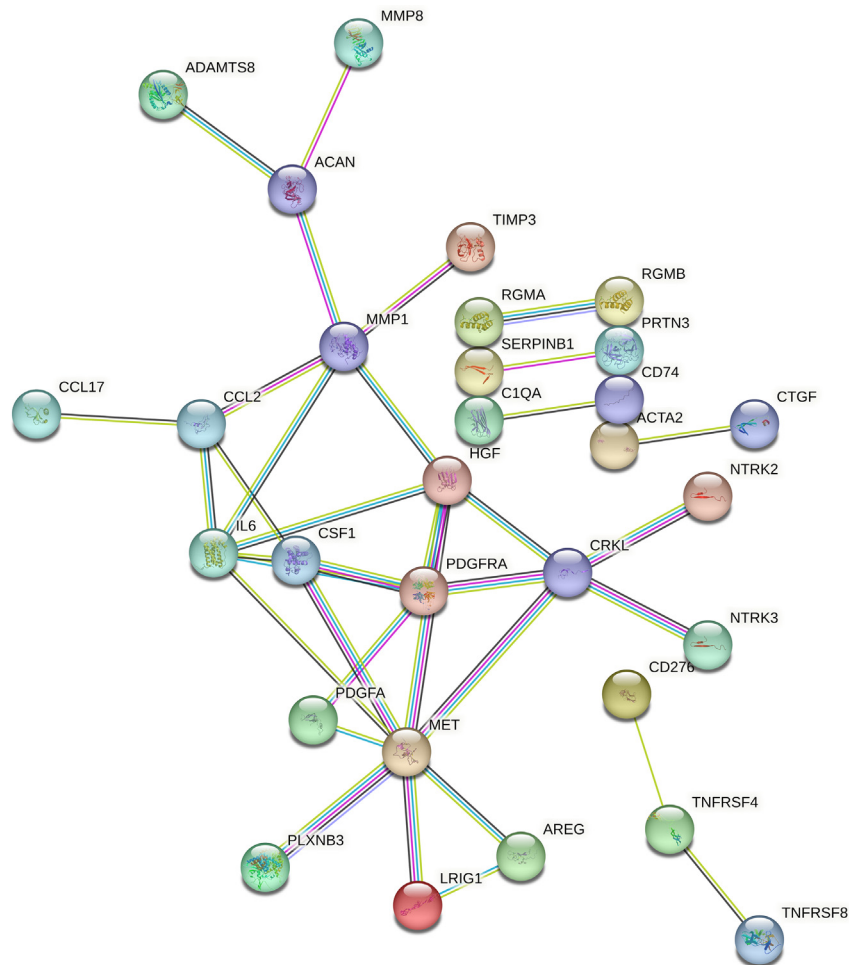 MMP8
ADAMTS8
ACAN
TIMP3
RGMB
RGMA
MMP1
PRTN3
SERPINB1
CD74
CCL17
C1QA
CCL2
CTGF
ACTA2
HGF
NTRK2
IL6
CSF1
CRKL
PDGFRA
NTRK3
CD276
PDGFA
MET
TNFRSF4
AREG
PLXNB3
LRIG1
TNFRSF8